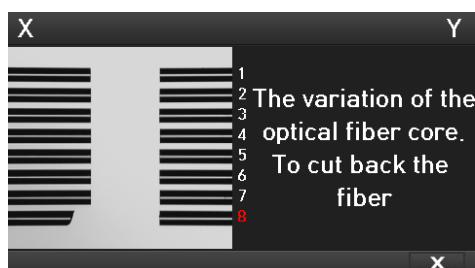 X Y
1
2
3
4
5
6
7
8
The variation of the
optical fiber core.
To cut back the
fiber
X